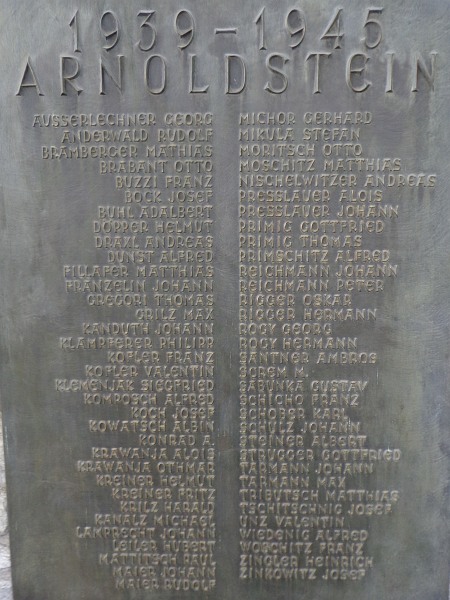 1939-1945
ARNOLDSTEIN
AUSSERLECHNER GEORG
ANDERWALD RUDOLF
BRAMBERGER MATHIAS
BRABANT OTTO
BUZZI FRANZ
BOCK JOSEF
BUHL ADALBERT
DÖRRER HELMUT
DRAXL ANDREAS
DUNST ALFRED
FILLAFER MATTHIAS
FRANZELIN JOHANN
GREGORI THOMAS
GRILZ MAX
KANDUTH JOHANN
KLAMPFERER PHILIPP
KOFLER FRANZ
KOFLER VALENTIN
KLEMENJAK SIEGFRIED
KOMPOSCH ALFRED
KOCH JOSEF
KOWATSCH ALBIN
KONRAD A.
KRAWANJA ALOIS
KRAWANJA OTHMAR
KREINER HELMUT
KREINER FRITZ
KRILZ HARALD
KANALZ MICHAEL
LAMPRECHT JOHANN
LEILER HUBERT
MATTITSCH PAUL
MAIER JOHANN
MAIER RUDOLF
MICHOR GERHARD
MIKULA STEFAN
MORITSCH OTTO
MOSCHITZ MATTHIAS
NISCHELWITZER ANDREAS
PRESSLAUER ALOIS
PRESSLAUER JOHANN
PRIMIG GOTTFRIED
PRIMIG THOMAS
PRIMSCHITZ ALFRED
REICHMANN JOHANN
REICHMANN PETER
RIGGER OSKAR
RIGGER HERMANN
ROGY GEORG
ROGY HERMANN
SANTNER AMBROS
M.
SABUNKA GUSTAV
SCHICHO FRANZ
SCHOBER KARL
SCHULZ JOHANN
STEINER ALBERT
STRUGGER GOTTFRIED
TARMANN JOHANN
TARMANN MAX
TRIBUTSCH MATTHIAS
TSCHITSCHNIG JOSEF
UNZ VALENTIN
WIEDENIG ALFRED
WOSCHITZ FRANZ
ZINGLER HEINRICH
ZINKOWITZ JOSEF